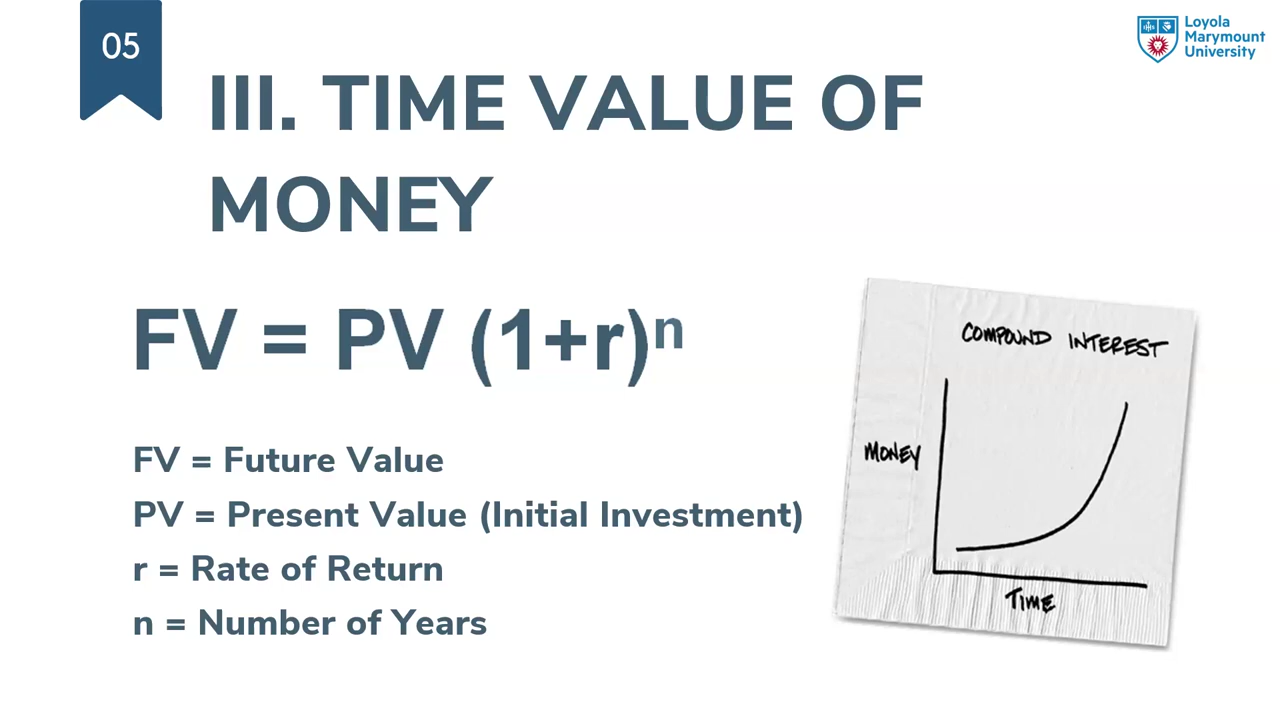 05
Loyola
Marymount
University
III. TIME VALUE OF
MONEY
FV = PV (1+r)ⁿ
FV = Future Value
PV = Present Value (Initial Investment)
r = Rate of Return
n = Number of Years
COMPOUND INTEREST
MONEY
TIME